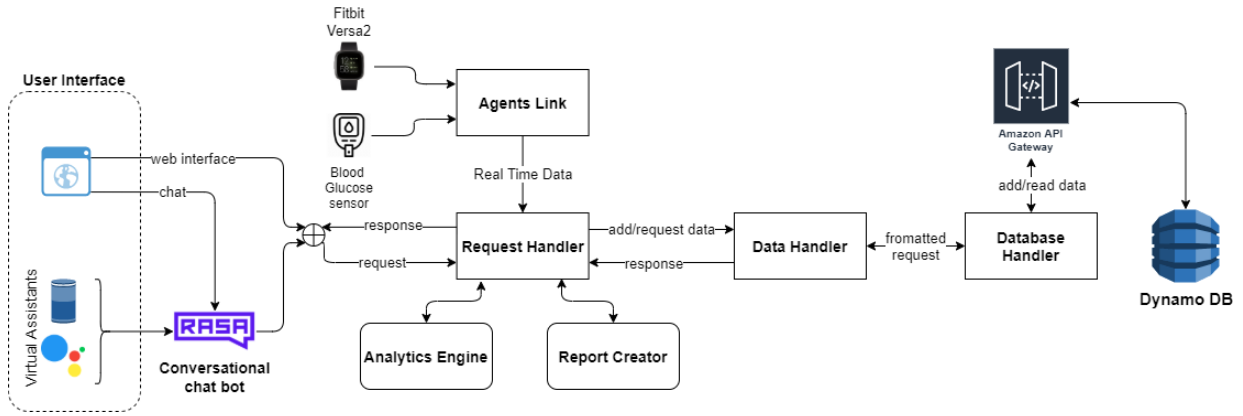 Fitbit
Versa2
User Interface
Agents Link
</>
Amazon API
Gateway
web interface
chat
Blood
Glucose
sensor
Real Time Data
add/read data
response
request
Request Handler
add/request data
response
Data Handler
fromatted
request
Database
Handler
Dynamo DB
Virtual Assistants
RASA
Conversational
chat bot
Analytics Engine
Report Creator